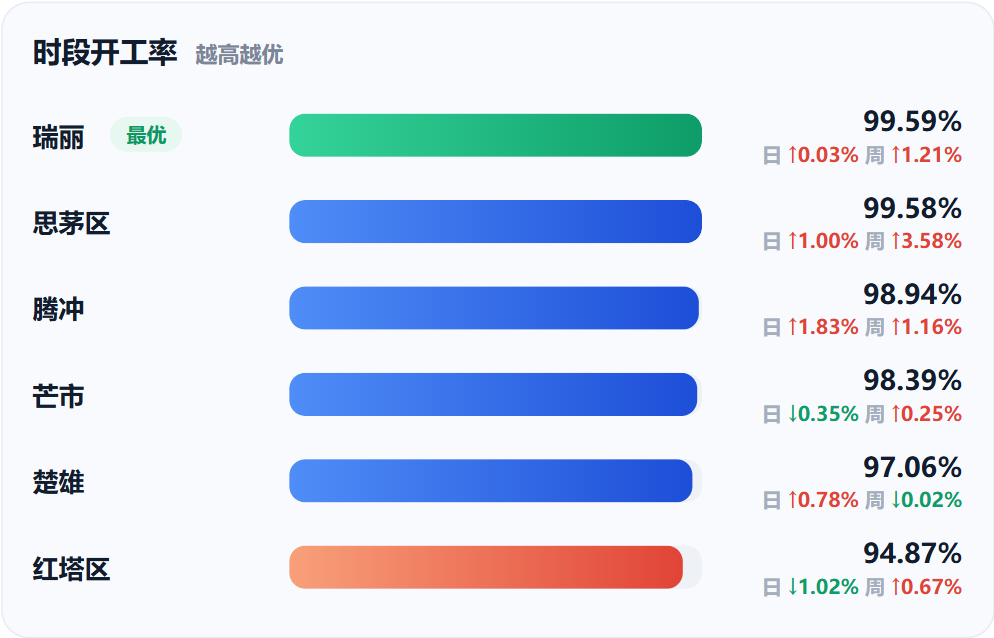 时段开工率 越高越优
瑞丽 最优 99.59%
日 ↑0.03% 周 ↑1.21%
思茅区 99.58%
日 ↑1.00% 周 ↑3.58%
腾冲 98.94%
日 ↑1.83% 周 ↑1.16%
芒市 98.39%
日 ↓0.35% 周 ↑0.25%
楚雄 97.06%
日 ↑0.78% 周 ↓0.02%
红塔区 94.87%
日 ↓1.02% 周 ↑0.67%